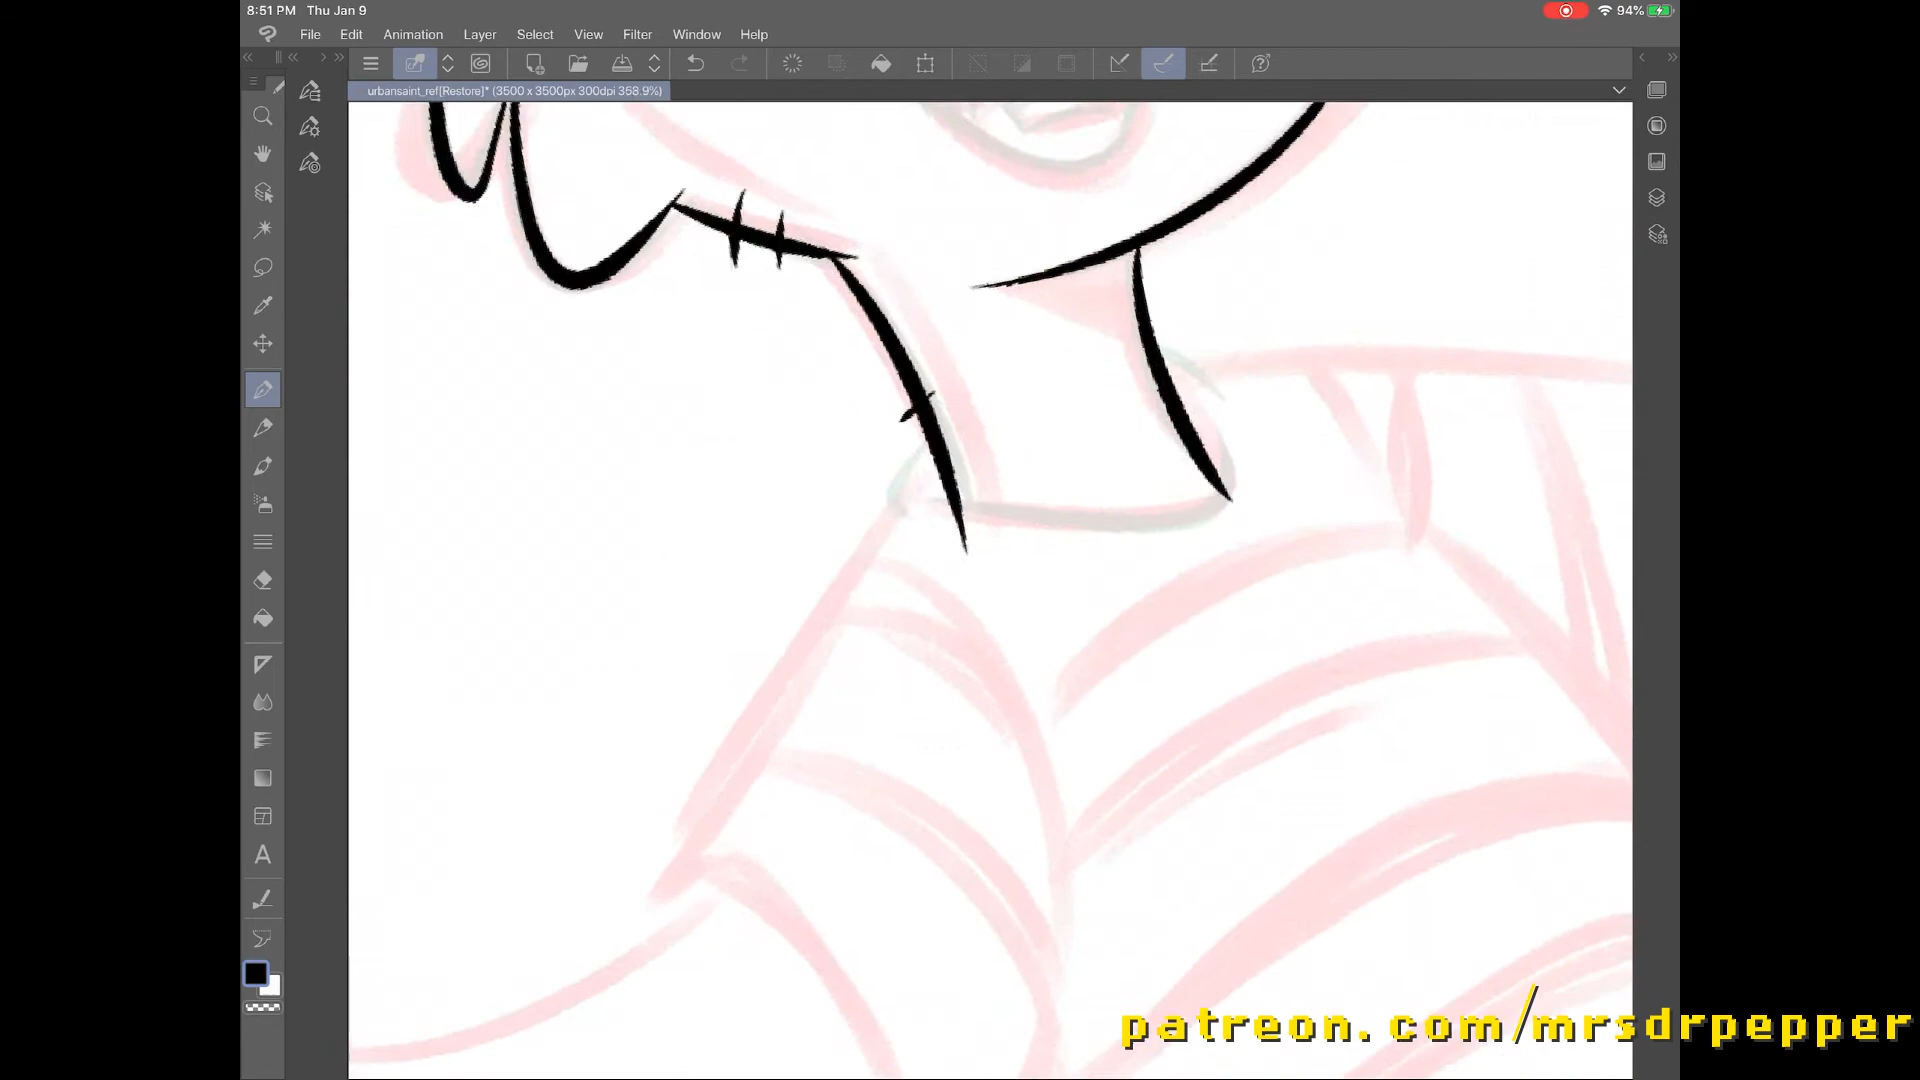 8:51 PM Thu Jan 9
94%
File Edit Animation Layer Select View Filter Window Help
urbansaint_ref[Restore]* (3500 x 3500px 300dpi 358.9%)
patreon.com/mrsdrpepper